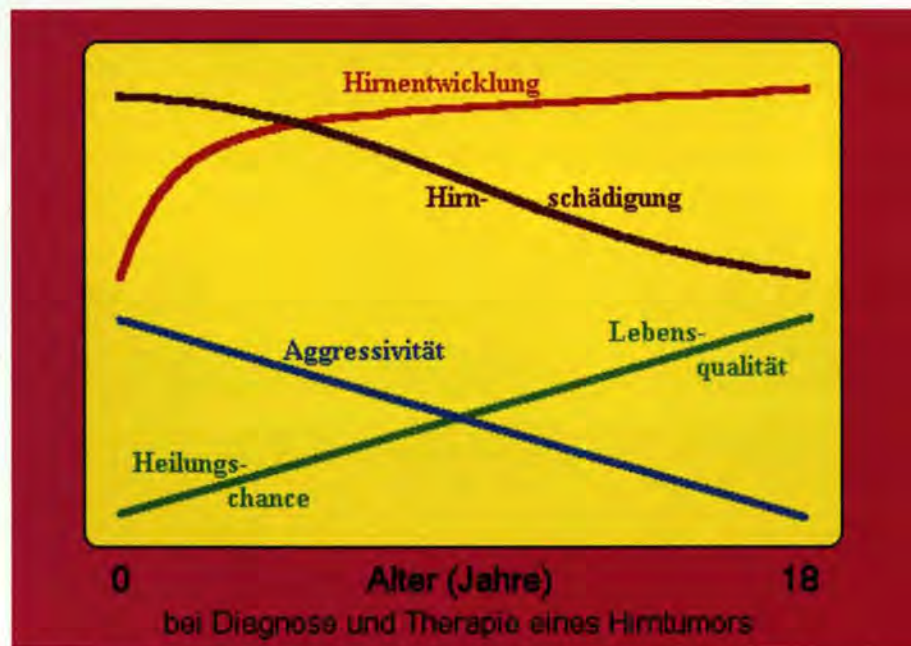 Hirnentwicklung
Hirn- schädigung
Aggressivität
Lebens-
qualität
Heilungs-
chance
0 Alter (Jahre) 18
bei Diagnose und Therapie eines Hirntumors